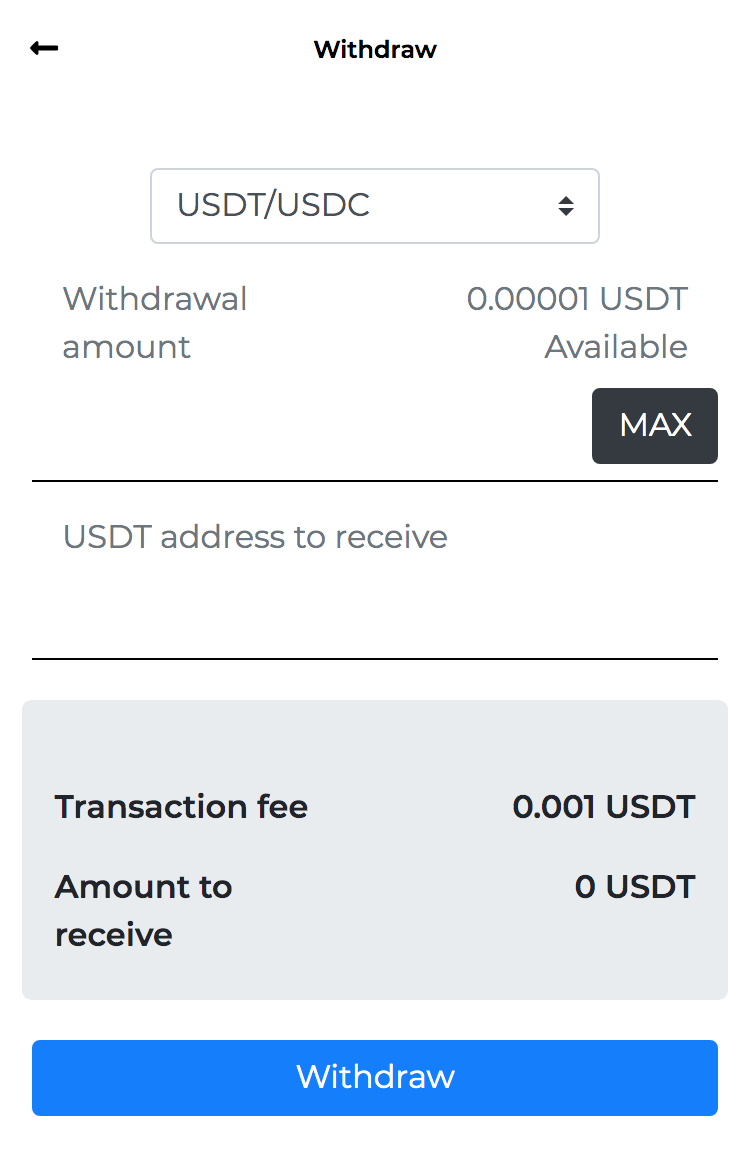 Withdraw
USDT/USDC
Withdrawal amount
0.00001 USDT Available
MAX
USDT address to receive
Transaction fee
0.001 USDT
Amount to receive
0 USDT
Withdraw